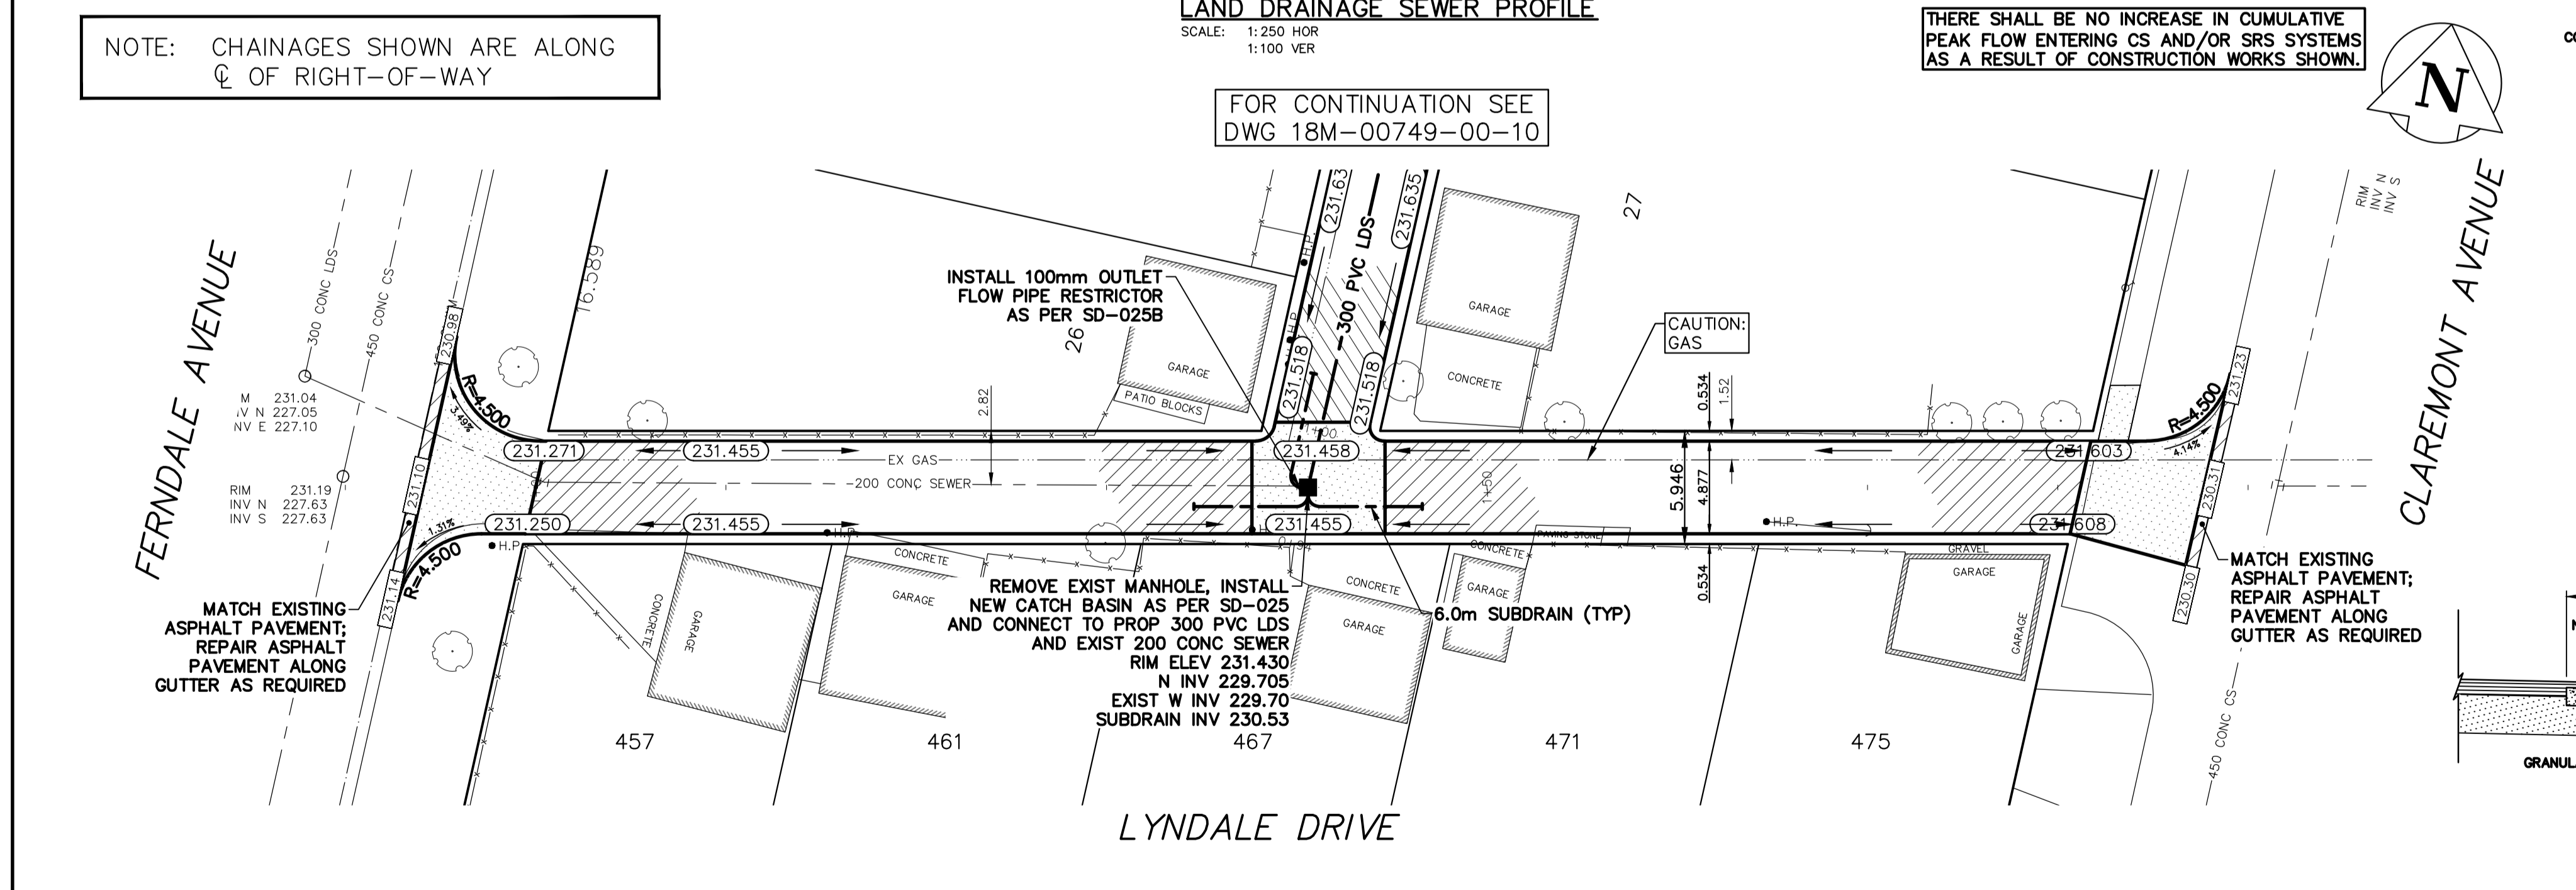 LAND DRAINAGE SEWER PROFILE
SCALE: 1:250 HOR
1:100 VER
NOTE: CHAINAGES SHOWN ARE ALONG
℄ OF RIGHT-OF-WAY
FOR CONTINUATION SEE
DWG 18M-00749-00-10
THERE SHALL BE NO INCREASE IN CUMULATIVE
PEAK FLOW ENTERING CS AND/OR SRS SYSTEMS
AS A RESULT OF CONSTRUCTION WORKS SHOWN.
N
FERNDALE AVENUE
300 CONC LDS
450 CONC CS
M 231.04
IV N 227.05
NV E 227.10
RIM 231.19
INV N 227.63
INV S 227.63
230.98
231.10
231.14
R=4.500
3.49%
1.31%
R=4.500
16.589
231.271
231.250
231.455
231.455
EX GAS
200 CONC SEWER
2.82
INSTALL 100mm OUTLET
FLOW PIPE RESTRICTOR
AS PER SD-025B
26
GARAGE
PATIO BLOCKS
H.P.
H.P.
231.63
300 PVC LDS
231.635
231.518
231.518
231.458
231.455
27
GARAGE
CONCRETE
CAUTION:
GAS
1+50
0.534
1.52
5.946
4.877
0.534
H.P.
231.603
231.608
R=4.500
4.14%
231.23
230.31
230.30
RIM
INV N
INV S
CLAREMONT AVENUE
MATCH EXISTING
ASPHALT PAVEMENT;
REPAIR ASPHALT
PAVEMENT ALONG
GUTTER AS REQUIRED
H.P.
H.P.
CONCRETE
GARAGE
CONCRETE
GARAGE
REMOVE EXIST MANHOLE, INSTALL
NEW CATCH BASIN AS PER SD-025
AND CONNECT TO PROP 300 PVC LDS
AND EXIST 200 CONC SEWER
RIM ELEV 231.430
N INV 229.705
EXIST W INV 229.70
SUBDRAIN INV 230.53
CONCRETE
GARAGE
6.0m SUBDRAIN (TYP)
CONCRETE
GARAGE
PAVING STONE
GRAVEL
GARAGE
GARAGE
MATCH EXISTING
ASPHALT PAVEMENT;
REPAIR ASPHALT
PAVEMENT ALONG
GUTTER AS REQUIRED
450 CONC CS
457
461
467
471
475
LYNDALE DRIVE